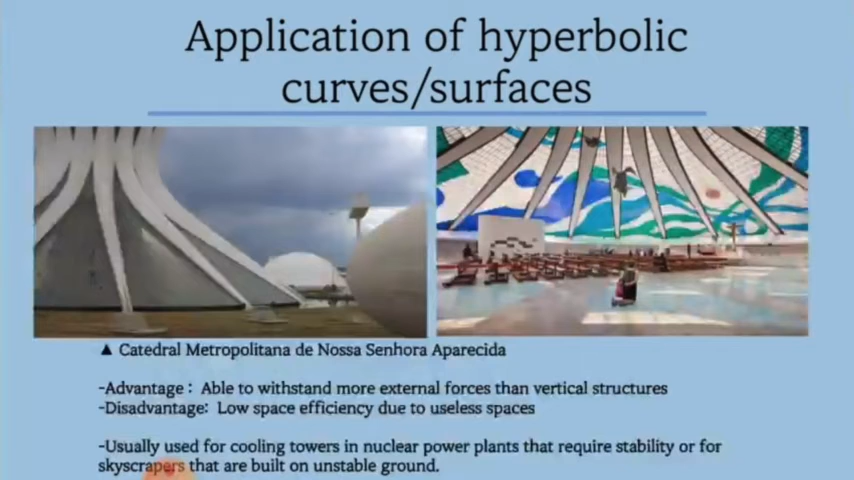 Application of hyperbolic
curves/surfaces
▲ Catedral Metropolitana de Nossa Senhora Aparecida
-Advantage : Able to withstand more external forces than vertical structures
-Disadvantage: Low space efficiency due to useless spaces
-Usually used for cooling towers in nuclear power plants that require stability or for
skyscrapers that are built on unstable ground.